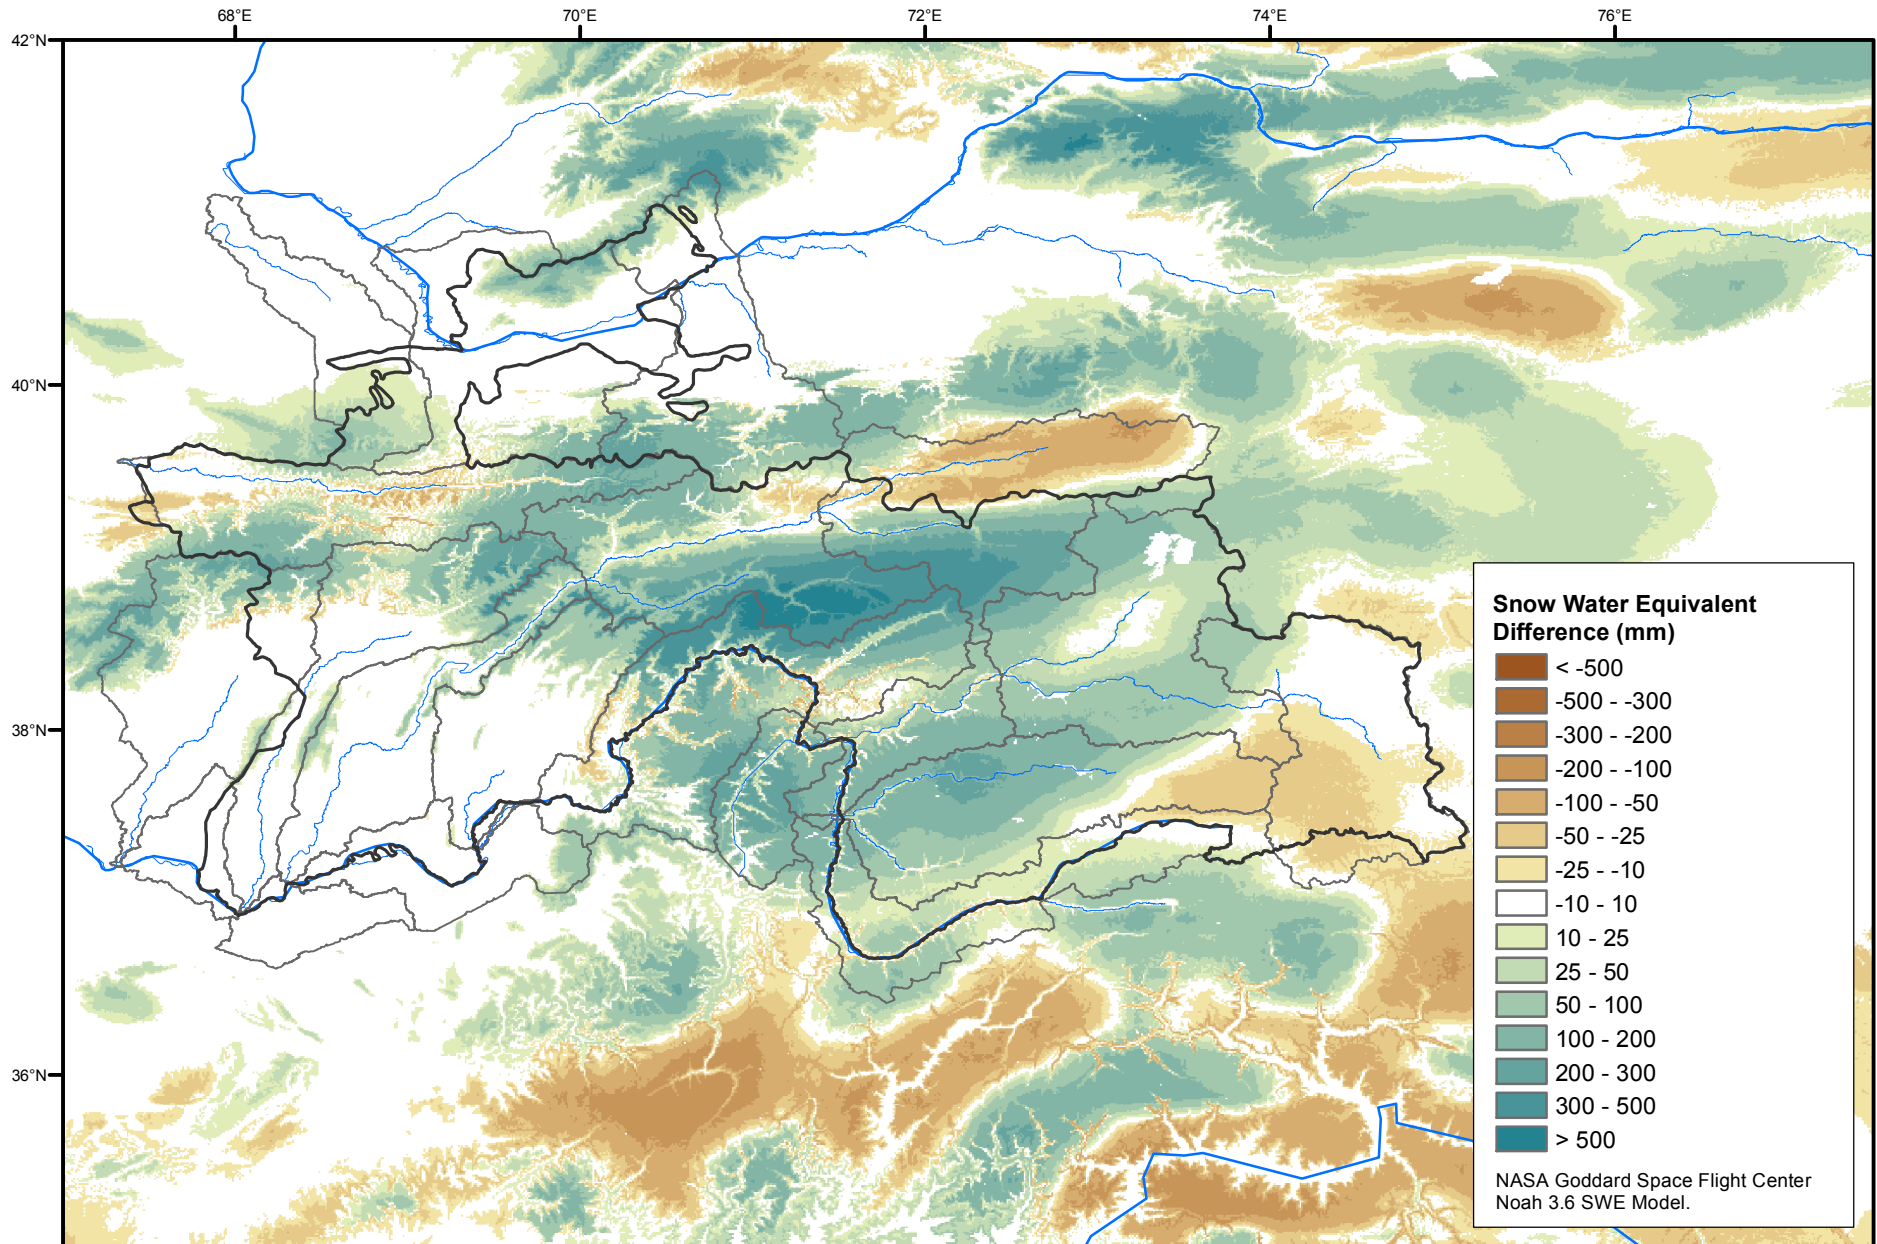 68°E
70°E
72°E
74°E
76°E
42°N
40°N
38°N
36°N
Snow Water Equivalent
Difference (mm)
< -500
-500 - -300
-300 - -200
-200 - -100
-100 - -50
-50 - -25
-25 - -10
-10 - 10
10 - 25
25 - 50
50 - 100
100 - 200
200 - 300
300 - 500
> 500
NASA Goddard Space Flight Center
Noah 3.6 SWE Model.